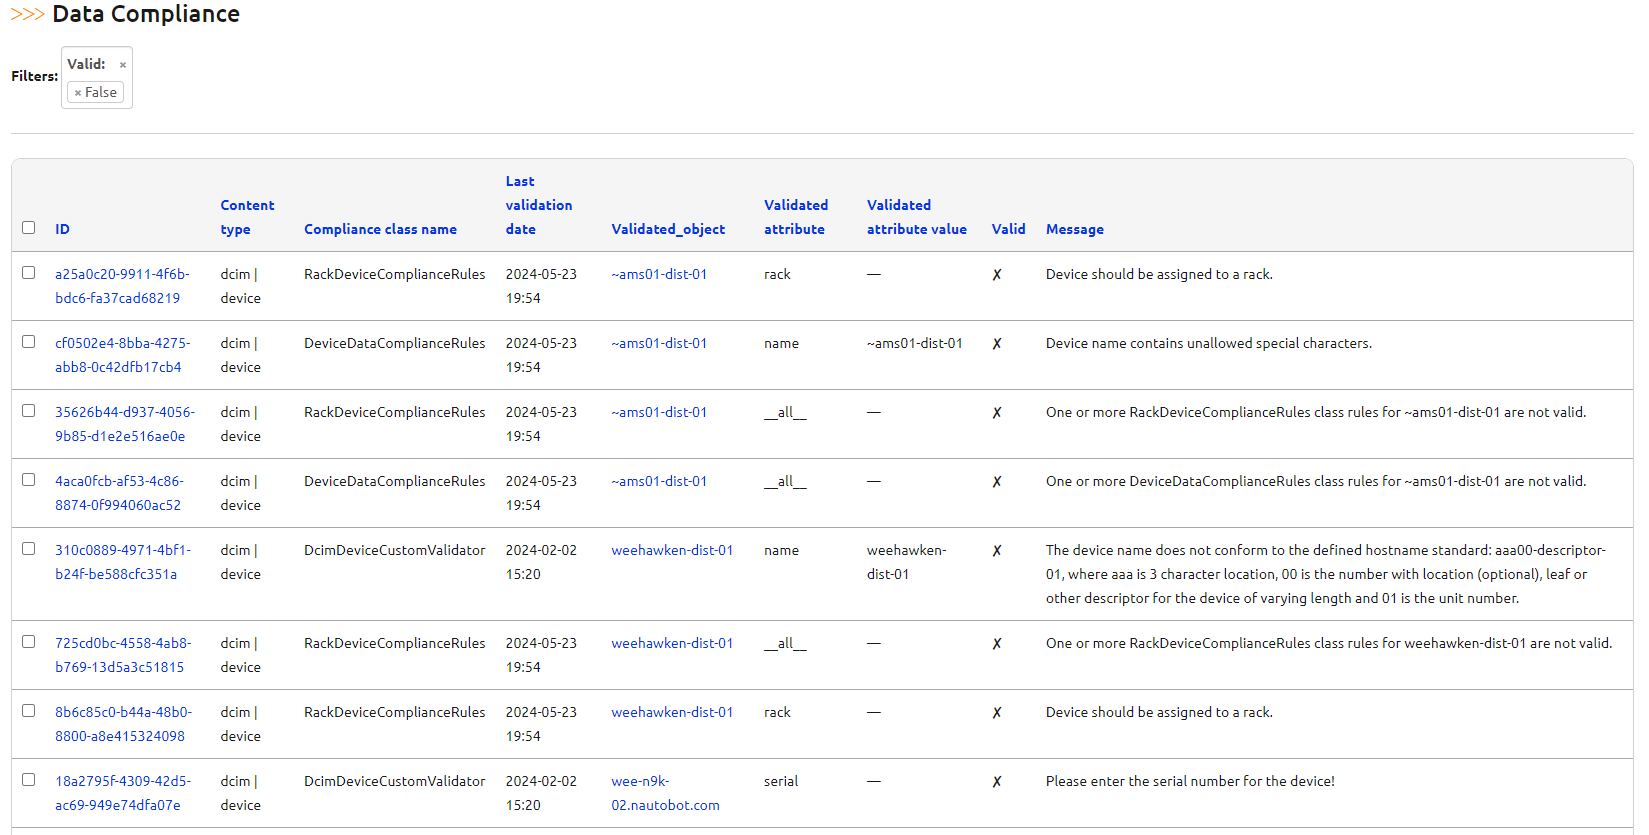 >>> Data Compliance
Filters:
Valid: ×
× False
ID
Content type
Compliance class name
Last validation date
Validated_object
Validated attribute
Validated attribute value
Valid
Message
a25a0c20-9911-4f6b-
bdc6-fa37cad68219
dcim |
device
RackDeviceComplianceRules
2024-05-23
19:54
~ams01-dist-01
rack
—
✗
Device should be assigned to a rack.
cf0502e4-8bba-4275-
abb8-0c42dfb17cb4
dcim |
device
DeviceDataComplianceRules
2024-05-23
19:54
~ams01-dist-01
name
~ams01-dist-01
✗
Device name contains unallowed special characters.
35626b44-d937-4056-
9b85-d1e2e516ae0e
dcim |
device
RackDeviceComplianceRules
2024-05-23
19:54
~ams01-dist-01
__all__
—
✗
One or more RackDeviceComplianceRules class rules for ~ams01-dist-01 are not valid.
4aca0fcb-af53-4c86-
8874-0f994060ac52
dcim |
device
DeviceDataComplianceRules
2024-05-23
19:54
~ams01-dist-01
__all__
—
✗
One or more DeviceDataComplianceRules class rules for ~ams01-dist-01 are not valid.
310c0889-4971-4bf1-
b24f-be588cfc351a
dcim |
device
DcimDeviceCustomValidator
2024-02-02
15:20
weehawken-dist-01
name
weehawken-
dist-01
✗
The device name does not conform to the defined hostname standard: aaa00-descriptor-
01, where aaa is 3 character location, 00 is the number with location (optional), leaf or
other descriptor for the device of varying length and 01 is the unit number.
725cd0bc-4558-4ab8-
b769-13d5a3c51815
dcim |
device
RackDeviceComplianceRules
2024-05-23
19:54
weehawken-dist-01
__all__
—
✗
One or more RackDeviceComplianceRules class rules for weehawken-dist-01 are not valid.
8b6c85c0-b44a-48b0-
8800-a8e415324098
dcim |
device
RackDeviceComplianceRules
2024-05-23
19:54
weehawken-dist-01
rack
—
✗
Device should be assigned to a rack.
18a2795f-4309-42d5-
ac69-949e74dfa07e
dcim |
device
DcimDeviceCustomValidator
2024-02-02
15:20
wee-n9k-
02.nautobot.com
serial
—
✗
Please enter the serial number for the device!